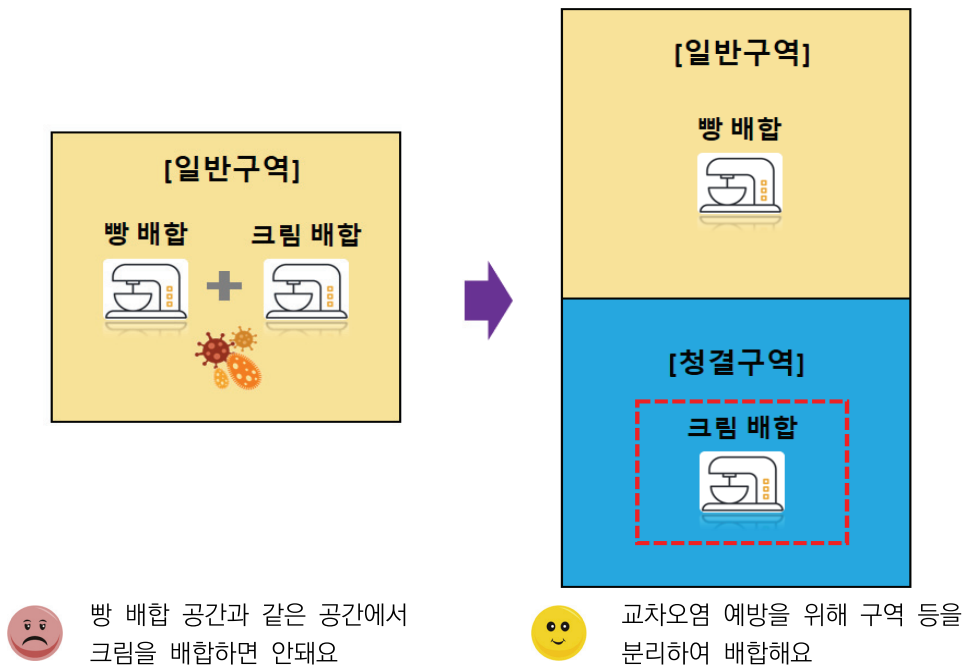 [일반구역]
빵 배합
크림 배합
빵 배합 공간과 같은 공간에서
크림을 배합하면 안돼요
[일반구역]
빵 배합
[청결구역]
크림 배합
교차오염 예방을 위해 구역 등을
분리하여 배합해요